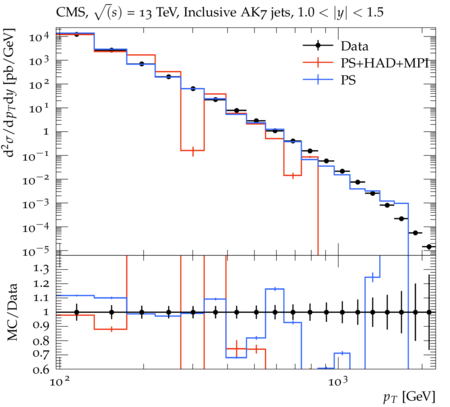 CMS, √(s) = 13 TeV, Inclusive AK7 jets, 1.0 < |y| < 1.5
d²σ/dp_T dy [pb/GeV]
10⁴
10³
10²
10¹
1
10⁻¹
10⁻²
10⁻³
10⁻⁴
10⁻⁵
Data
PS+HAD+MPI
PS
MC/Data
1.3
1.2
1.1
1
0.9
0.8
0.7
0.6
10² 10³
p_T [GeV]